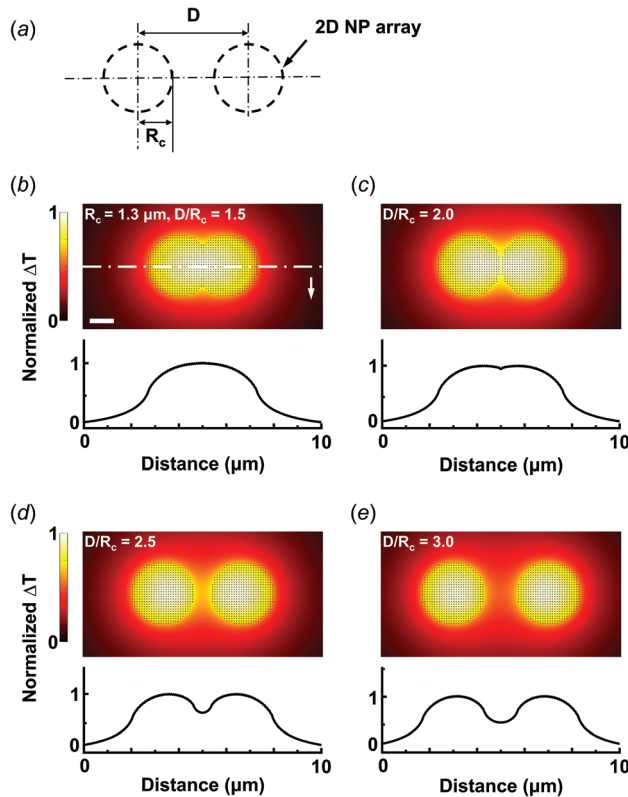 (a)
D
2D NP array
Rc
(b)
(c)
Normalized ΔT
1
0
Rc = 1.3 µm, D/Rc = 1.5
D/Rc = 2.0
1
0
0
10
Distance (µm)
1
0
0
10
Distance (µm)
(d)
(e)
Normalized ΔT
1
0
D/Rc = 2.5
D/Rc = 3.0
1
0
0
10
Distance (µm)
1
0
0
10
Distance (µm)